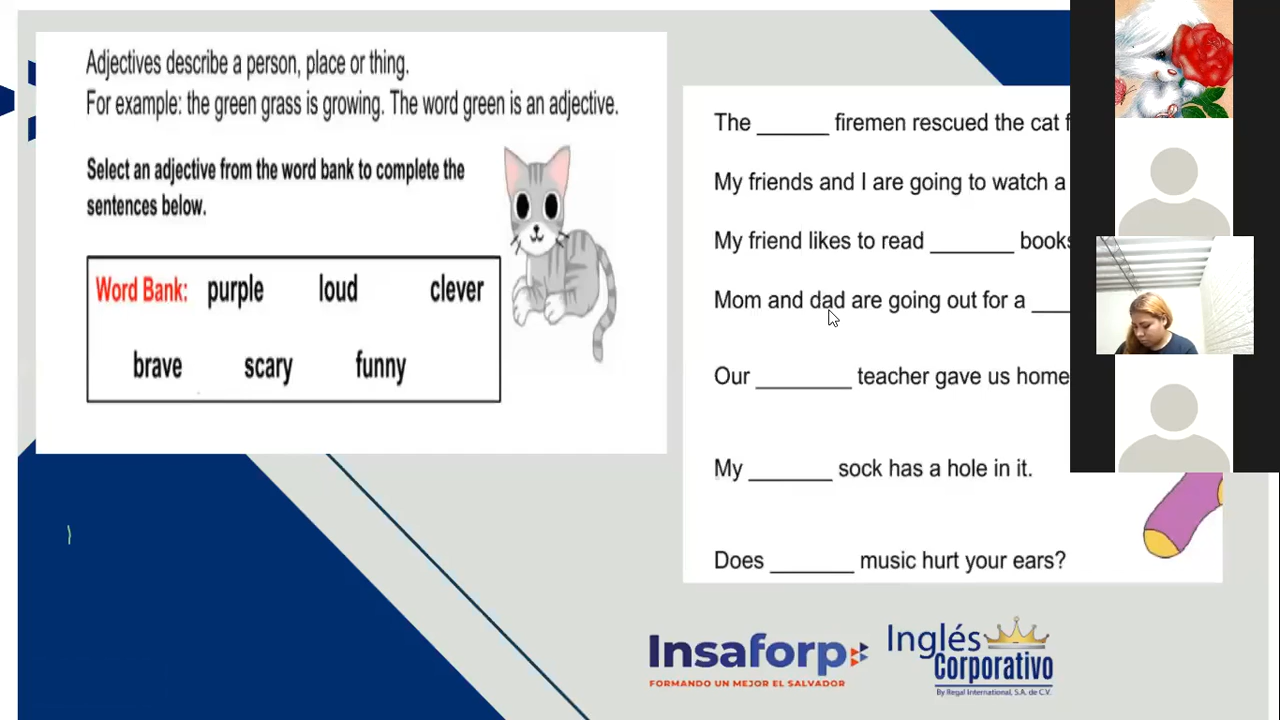 Adjectives describe a person, place or thing.
For example: the green grass is growing. The word green is an adjective.
Select an adjective from the word bank to complete the
sentences below.
Word Bank: purple loud clever
brave scary funny
The ______ firemen rescued the cat
My friends and I are going to watch a
My friend likes to read _______ books
Mom and dad are going out for a ___
Our ________ teacher gave us home
My _______ sock has a hole in it.
Does _______ music hurt your ears?
Insaforp
FORMANDO UN MEJOR EL SALVADOR
Inglés
Corporativo
By Regal International, S.A. de C.V.